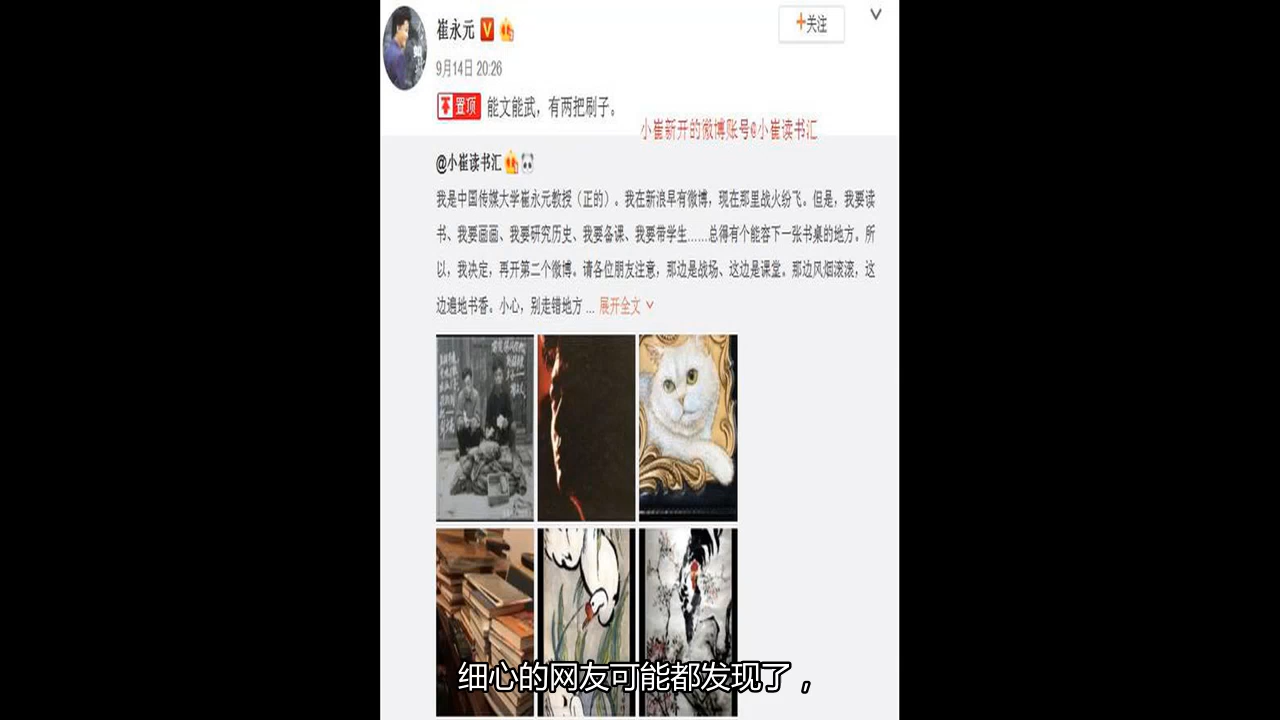 崔永元 V
9月14日 20:26
+关注
置顶 能文能武，有两把刷子。
小崔新开的微博账号@小崔读书汇
@小崔读书汇
我是中国传媒大学崔永元教授（正的）。我在新浪早有微博，现在那里战火纷飞。但是，我要读
书、我要画画、我要研究历史、我要备课、我要带学生......总得有个能容下一张书桌的地方。所
以，我决定，再开第二个微博。请各位朋友注意，那边是战场、这边是课堂。那边风烟滚滚，这
边遍地书香。小心，别走错地方 ... 展开全文
细心的网友可能都发现了，